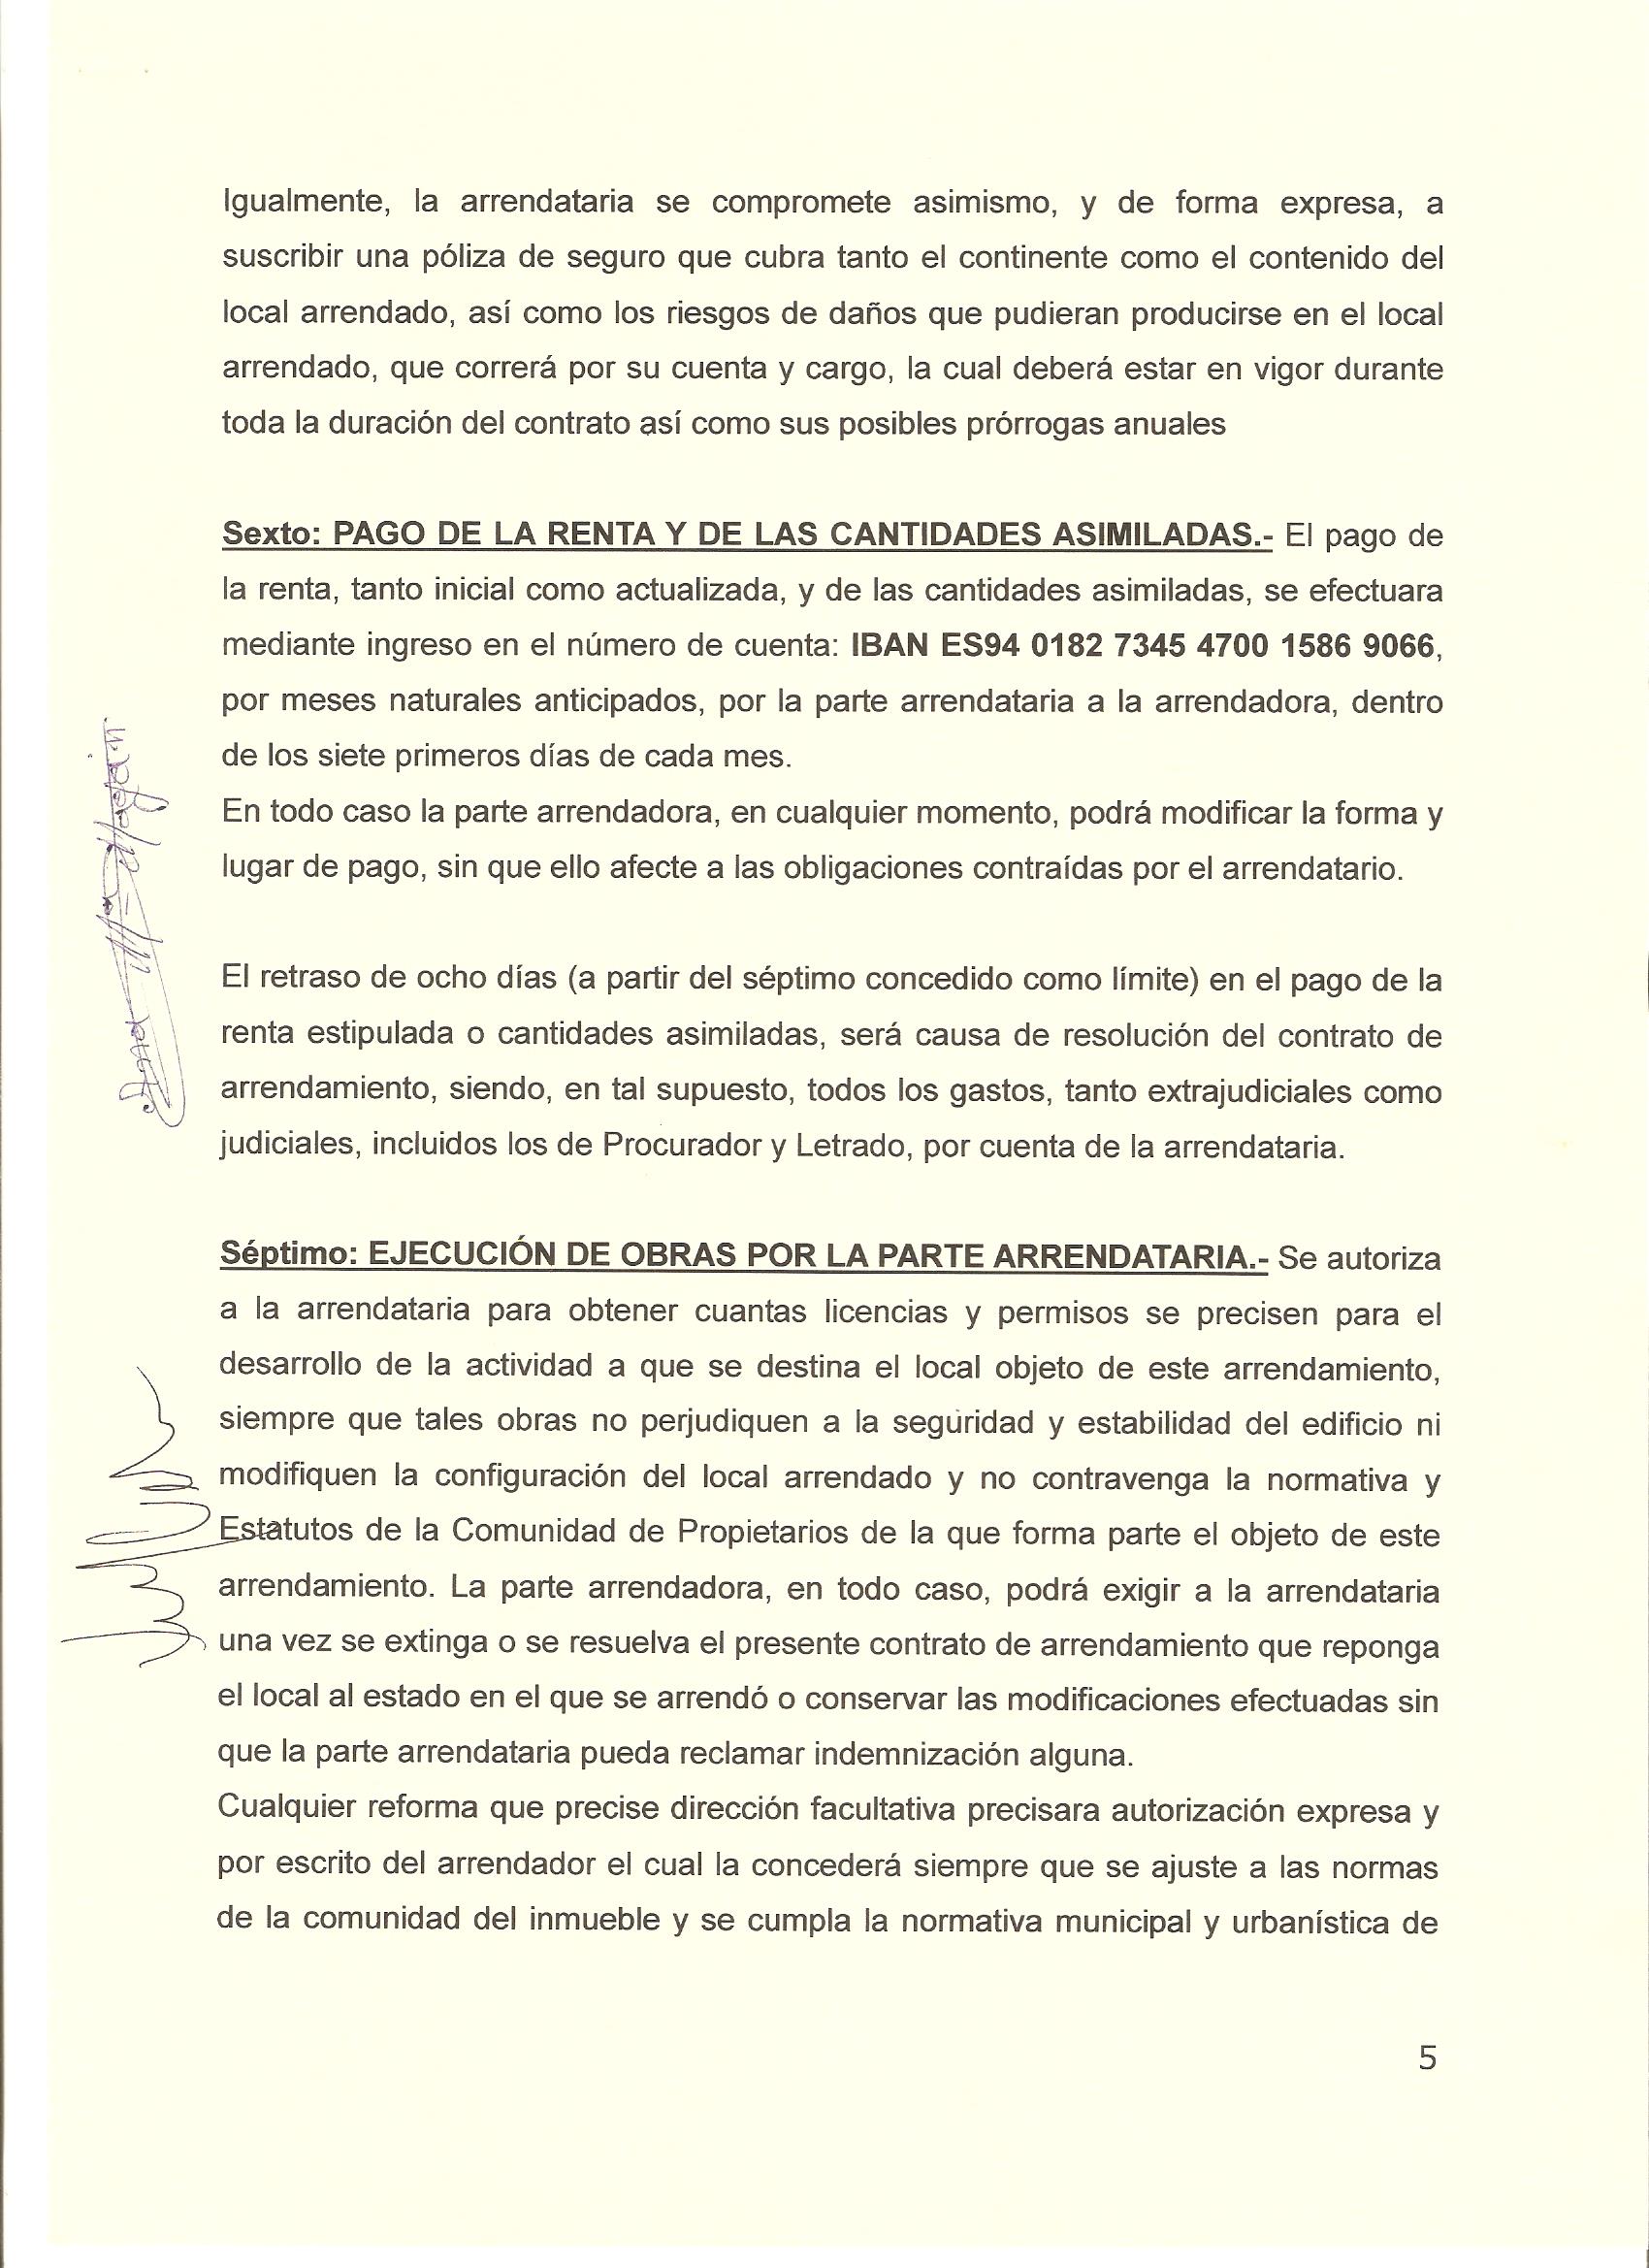 Igualmente, la arrendataria se compromete asimismo, y de forma expresa, a
suscribir una póliza de seguro que cubra tanto el continente como el contenido del
local arrendado, así como los riesgos de daños que pudieran producirse en el local
arrendado, que correrá por su cuenta y cargo, la cual deberá estar en vigor durante
toda la duración del contrato así como sus posibles prórrogas anuales
Sexto: PAGO DE LA RENTA Y DE LAS CANTIDADES ASIMILADAS.- El pago de
la renta, tanto inicial como actualizada, y de las cantidades asimiladas, se efectuara
mediante ingreso en el número de cuenta: IBAN ES94 0182 7345 4700 1586 9066,
por meses naturales anticipados, por la parte arrendataria a la arrendadora, dentro
de los siete primeros días de cada mes.
En todo caso la parte arrendadora, en cualquier momento, podrá modificar la forma y
lugar de pago, sin que ello afecte a las obligaciones contraídas por el arrendatario.
El retraso de ocho días (a partir del séptimo concedido como límite) en el pago de la
renta estipulada o cantidades asimiladas, será causa de resolución del contrato de
arrendamiento, siendo, en tal supuesto, todos los gastos, tanto extrajudiciales como
judiciales, incluidos los de Procurador y Letrado, por cuenta de la arrendataria.
Séptimo: EJECUCIÓN DE OBRAS POR LA PARTE ARRENDATARIA.- Se autoriza
a la arrendataria para obtener cuantas licencias y permisos se precisen para el
desarrollo de la actividad a que se destina el local objeto de este arrendamiento,
siempre que tales obras no perjudiquen a la seguridad y estabilidad del edificio ni
modifiquen la configuración del local arrendado y no contravenga la normativa y
Estatutos de la Comunidad de Propietarios de la que forma parte el objeto de este
arrendamiento. La parte arrendadora, en todo caso, podrá exigir a la arrendataria
una vez se extinga o se resuelva el presente contrato de arrendamiento que reponga
el local al estado en el que se arrendó o conservar las modificaciones efectuadas sin
que la parte arrendataria pueda reclamar indemnización alguna.
Cualquier reforma que precise dirección facultativa precisara autorización expresa y
por escrito del arrendador el cual la concederá siempre que se ajuste a las normas
de la comunidad del inmueble y se cumpla la normativa municipal y urbanística de
5